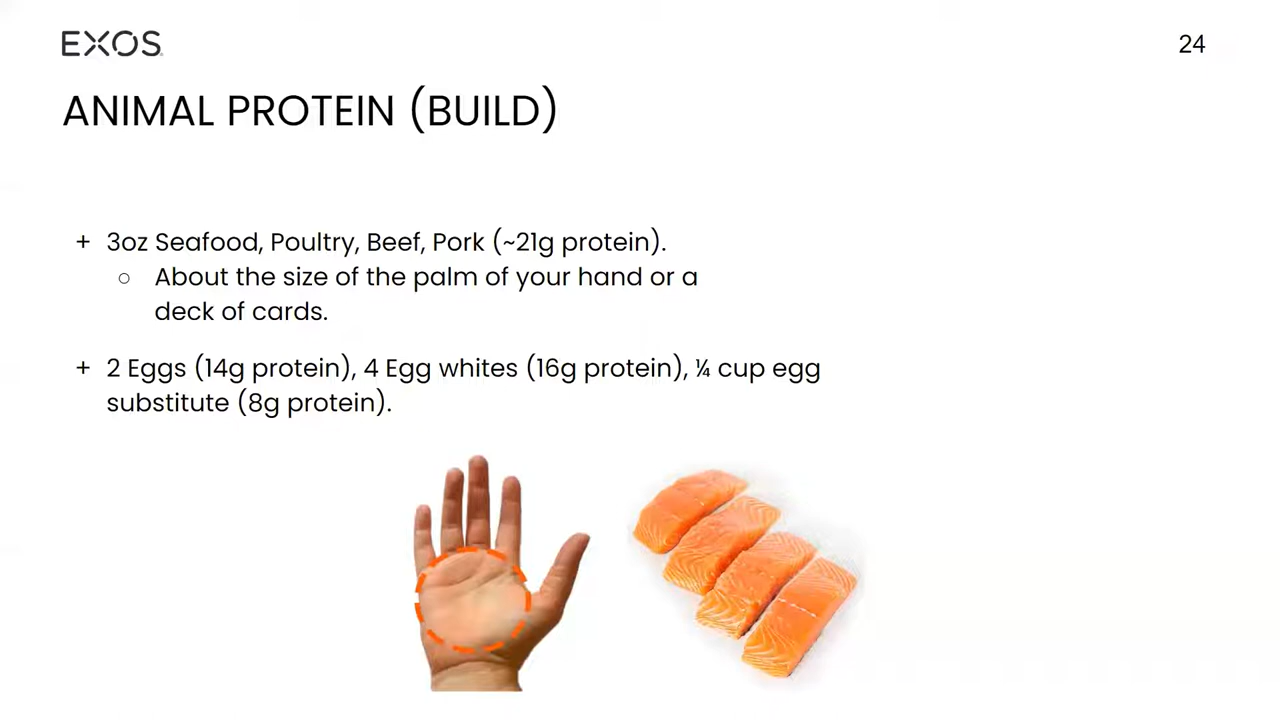 EXOS
24
ANIMAL PROTEIN (BUILD)
+ 3oz Seafood, Poultry, Beef, Pork (~21g protein).
○ About the size of the palm of your hand or a
deck of cards.
+ 2 Eggs (14g protein), 4 Egg whites (16g protein), ¼ cup egg
substitute (8g protein).